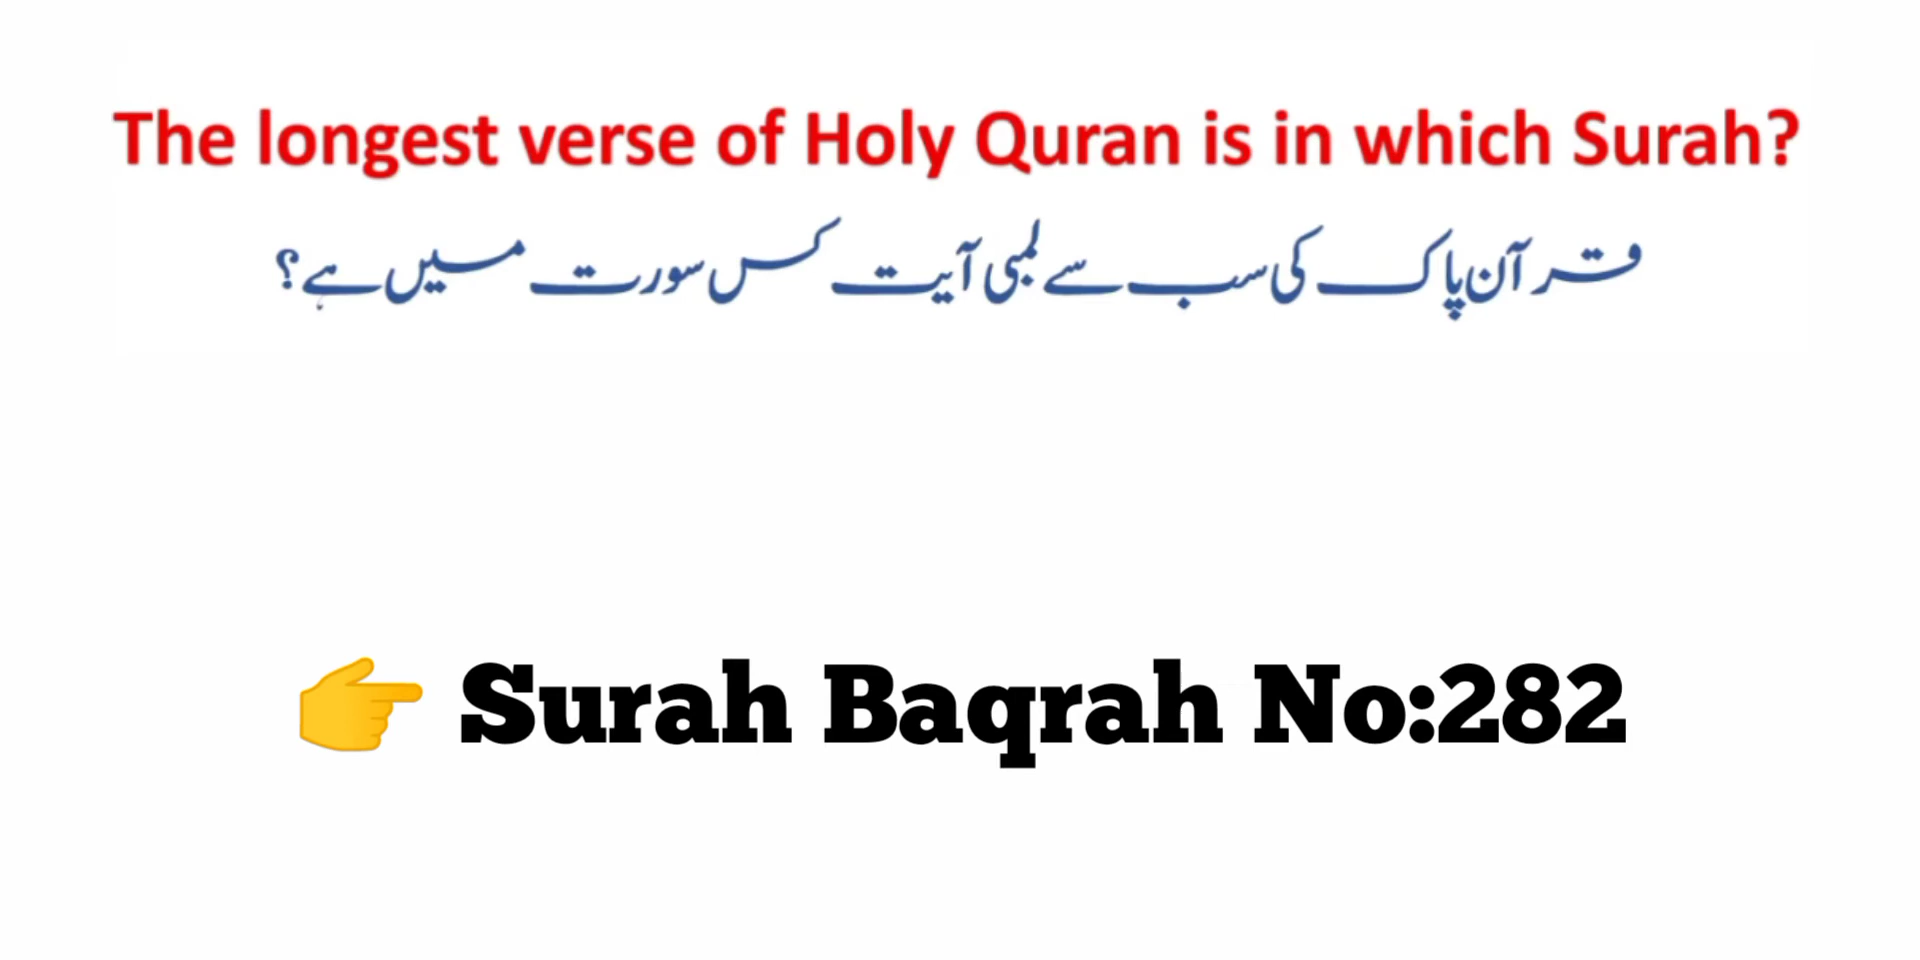 The longest verse of Holy Quran is in which Surah?
قرآن پاک کی سب سے لمبی آیت کس سورت میں ہے؟
👉 Surah Baqrah No:282